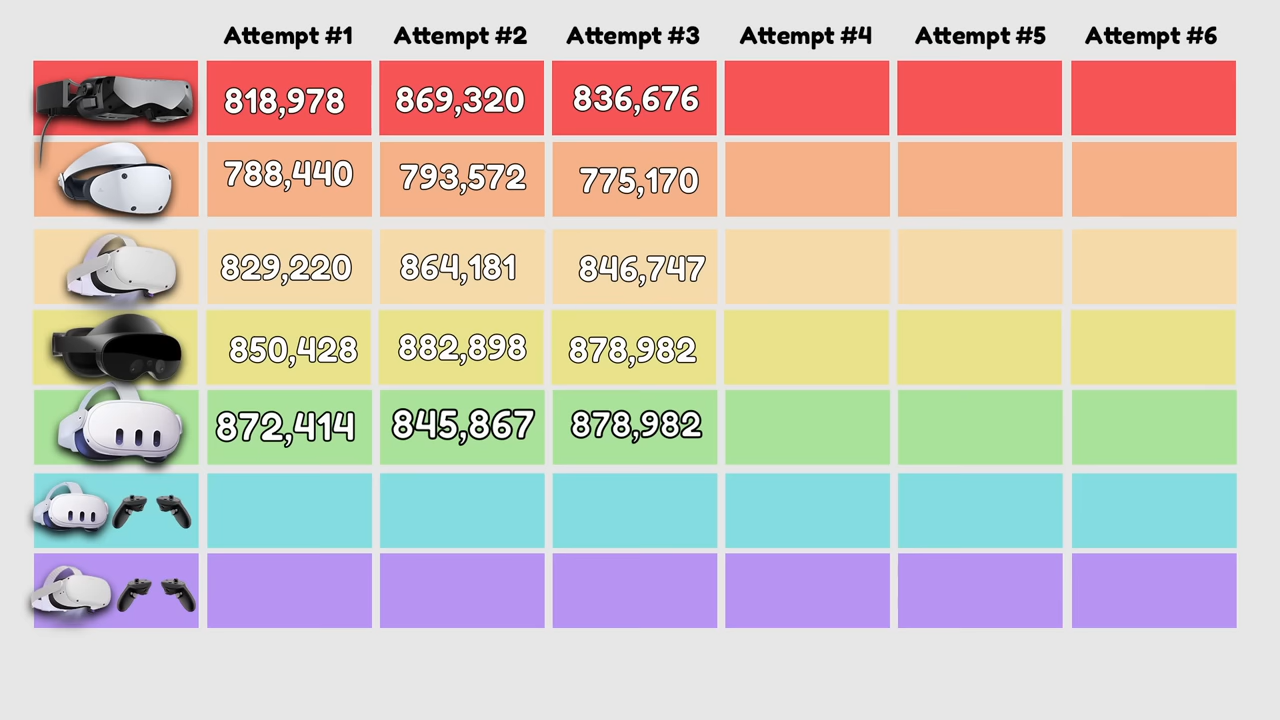 Attempt #1 Attempt #2 Attempt #3 Attempt #4 Attempt #5 Attempt #6
818,978 869,320 836,676
788,440 793,572 775,170
829,220 864,181 846,747
850,428 882,898 878,982
872,414 845,867 878,982